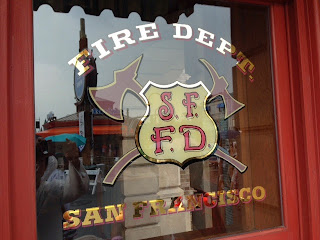 FIRE DEPT.
S.F.
F.D.
SAN FRANCISCO